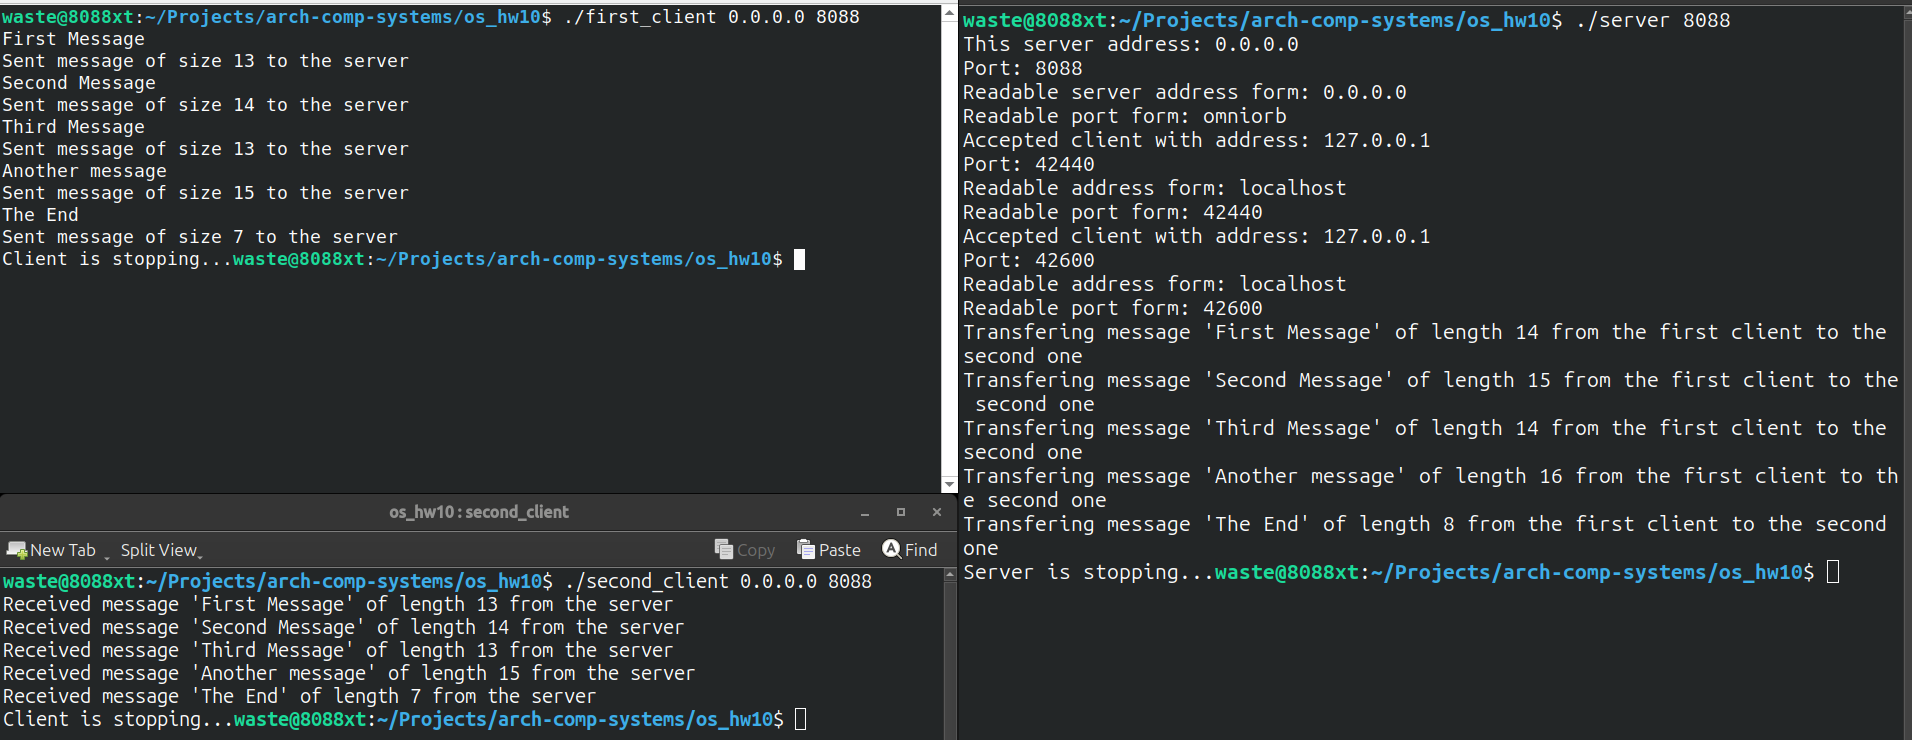 waste@8088xt:~/Projects/arch-comp-systems/os_hw10$ ./first_client 0.0.0.0 8088
First Message
Sent message of size 13 to the server
Second Message
Sent message of size 14 to the server
Third Message
Sent message of size 13 to the server
Another message
Sent message of size 15 to the server
The End
Sent message of size 7 to the server
Client is stopping...waste@8088xt:~/Projects/arch-comp-systems/os_hw10$
os_hw10 : second_client
New Tab Split View Copy Paste Find
waste@8088xt:~/Projects/arch-comp-systems/os_hw10$ ./second_client 0.0.0.0 8088
Received message 'First Message' of length 13 from the server
Received message 'Second Message' of length 14 from the server
Received message 'Third Message' of length 13 from the server
Received message 'Another message' of length 15 from the server
Received message 'The End' of length 7 from the server
Client is stopping...waste@8088xt:~/Projects/arch-comp-systems/os_hw10$
waste@8088xt:~/Projects/arch-comp-systems/os_hw10$ ./server 8088
This server address: 0.0.0.0
Port: 8088
Readable server address form: 0.0.0.0
Readable port form: omniorb
Accepted client with address: 127.0.0.1
Port: 42440
Readable address form: localhost
Readable port form: 42440
Accepted client with address: 127.0.0.1
Port: 42600
Readable address form: localhost
Readable port form: 42600
Transfering message 'First Message' of length 14 from the first client to the
second one
Transfering message 'Second Message' of length 15 from the first client to the
 second one
Transfering message 'Third Message' of length 14 from the first client to the
second one
Transfering message 'Another message' of length 16 from the first client to th
e second one
Transfering message 'The End' of length 8 from the first client to the second
one
Server is stopping...waste@8088xt:~/Projects/arch-comp-systems/os_hw10$